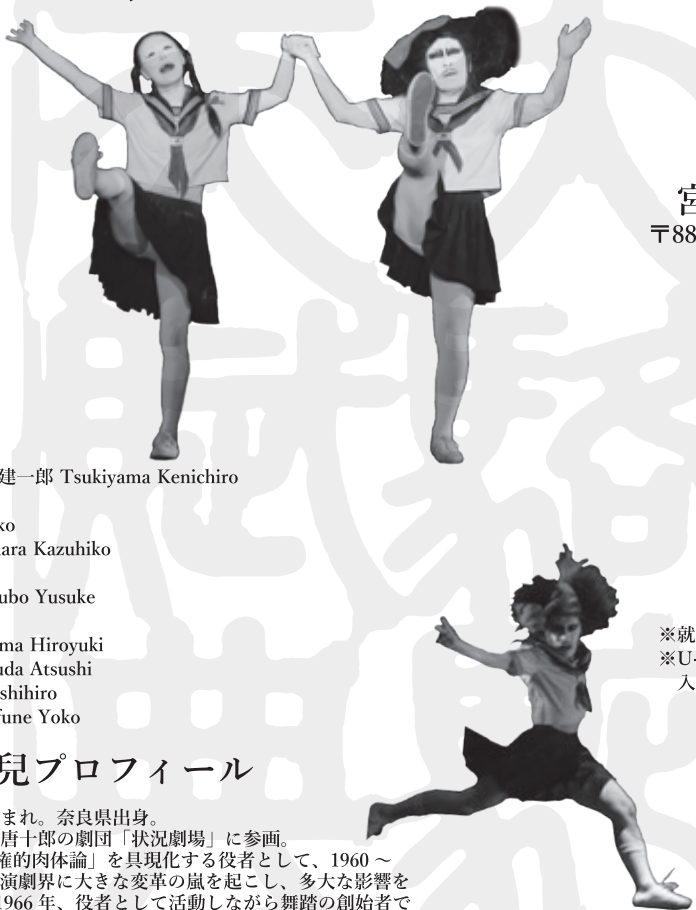 宮
〒88
建一郎 Tsukiyama Kenichiro
ko
ara Kazuhiko
ubo Yusuke
ma Hiroyuki
uda Atsushi
shihiro
fune Yoko
※就
※U-
入
兒プロフィール
まれ。奈良県出身。
唐十郎の劇団「状況劇場」に参画。
権的肉体論」を具現化する役者として、1960 〜
演劇界に大きな変革の嵐を起こし、多大な影響を
1966 年、役者として活動しながら舞踏の創始者で